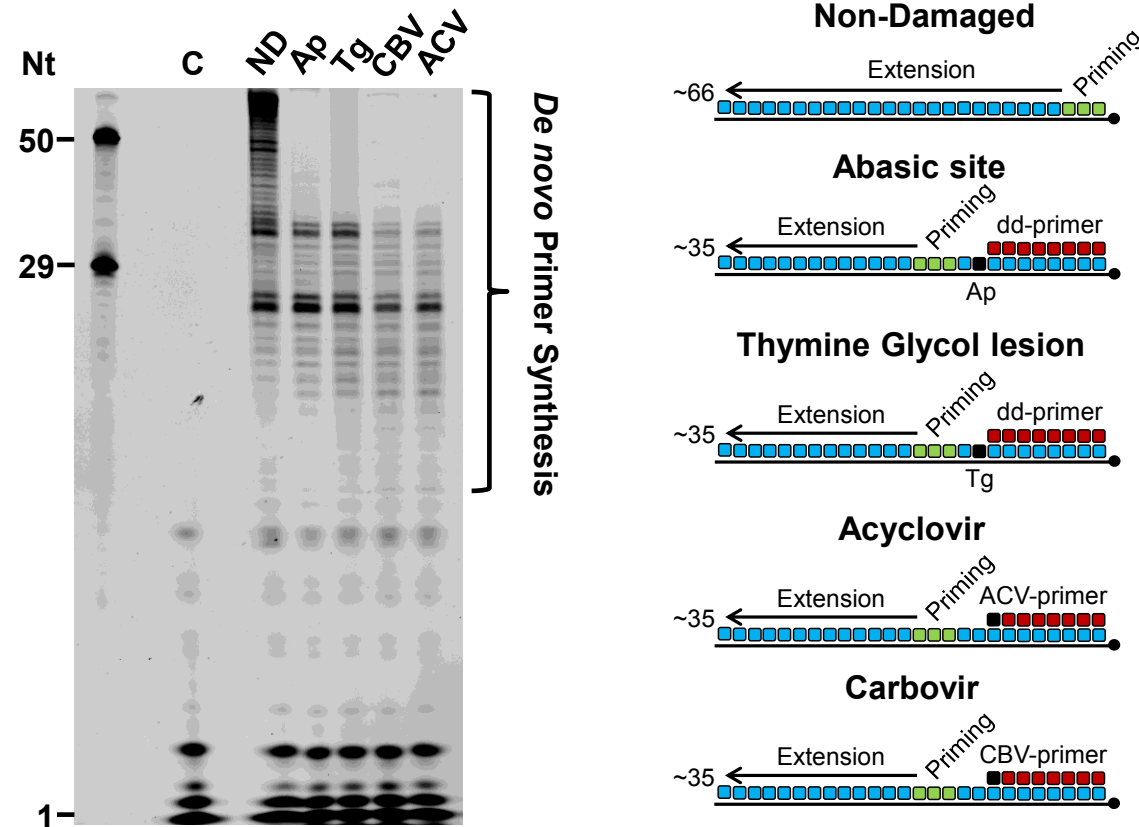 Nt
C
ND
Ap
Tg
CBV
ACV
50
29
1
De novo Primer Synthesis
Non-Damaged
Priming
Extension
~66
Abasic site
Priming
dd-primer
Extension
~35
Ap
Thymine Glycol lesion
Priming
dd-primer
Extension
~35
Tg
Acyclovir
Priming
ACV-primer
Extension
~35
Carbovir
Priming
CBV-primer
Extension
~35